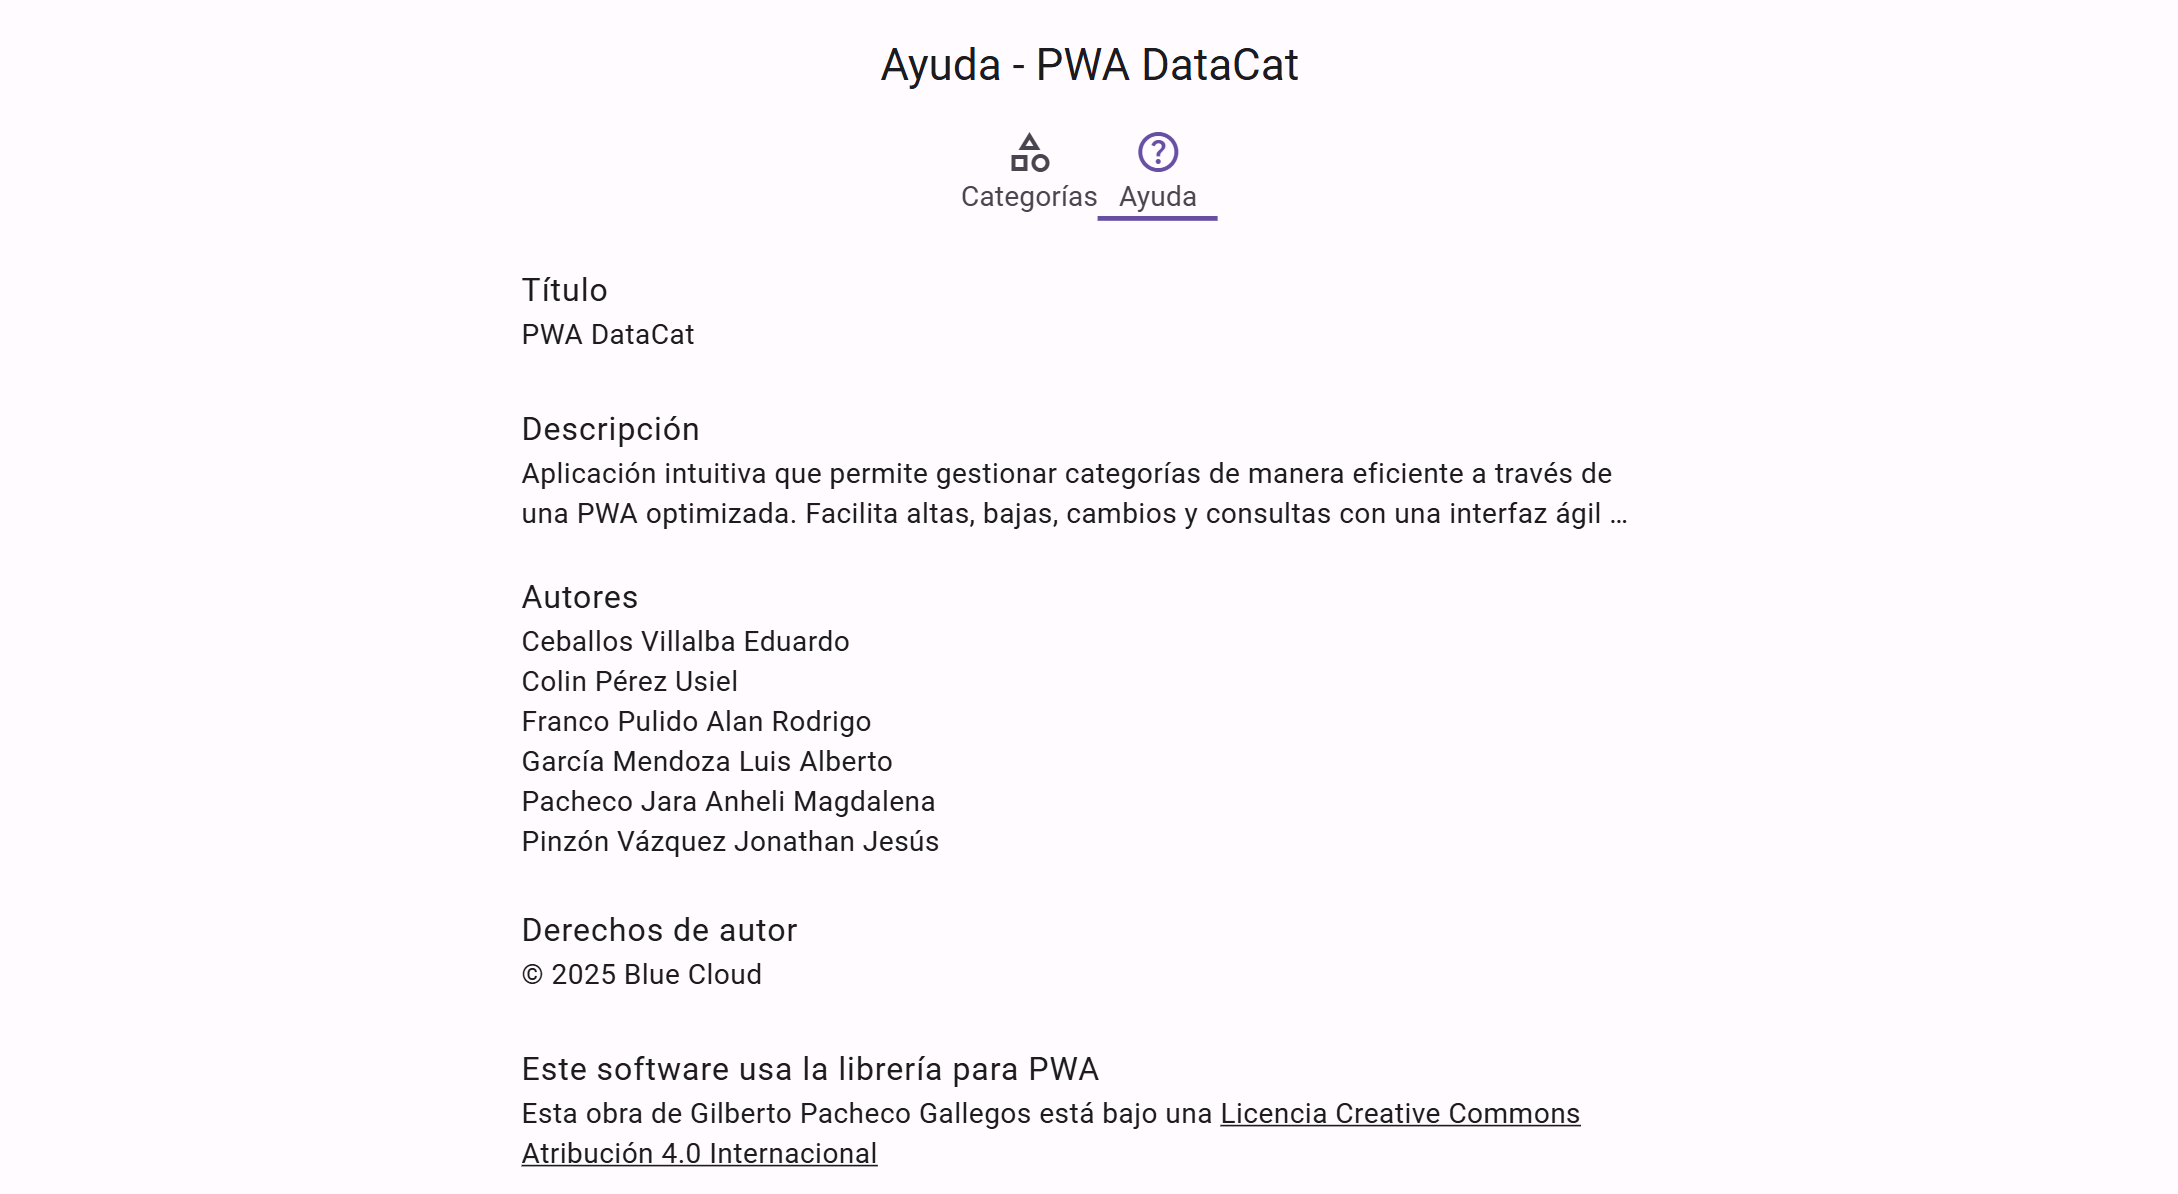 Ayuda - PWA DataCat
Categorías
Ayuda
Título
PWA DataCat
Descripción
Aplicación intuitiva que permite gestionar categorías de manera eficiente a través de
una PWA optimizada. Facilita altas, bajas, cambios y consultas con una interfaz ágil …
Autores
Ceballos Villalba Eduardo
Colin Pérez Usiel
Franco Pulido Alan Rodrigo
García Mendoza Luis Alberto
Pacheco Jara Anheli Magdalena
Pinzón Vázquez Jonathan Jesús
Derechos de autor
© 2025 Blue Cloud
Este software usa la librería para PWA
Esta obra de Gilberto Pacheco Gallegos está bajo una Licencia Creative Commons
Atribución 4.0 Internacional